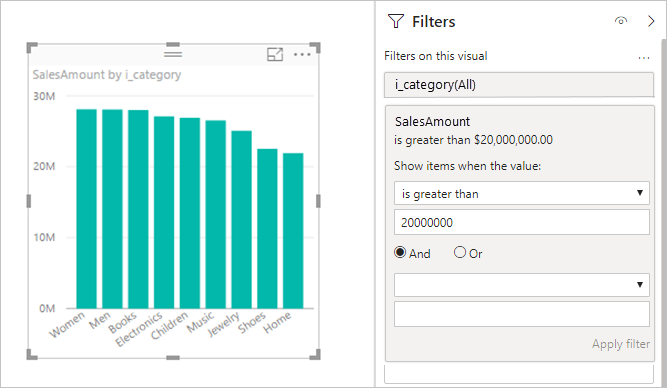 SalesAmount by i_category
30M
20M
10M
0M
Women
Men
Books
Electronics
Children
Music
Jewelry
Shoes
Home
Filters
Filters on this visual
i_category(All)
SalesAmount
is greater than $20,000,000.00
Show items when the value:
is greater than
20000000
And Or
Apply filter